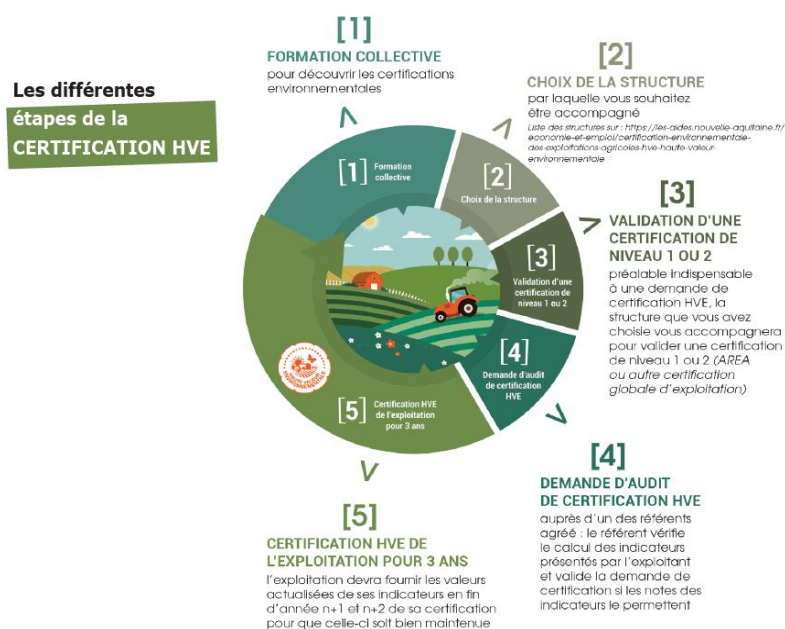 Les différentes
étapes de la
CERTIFICATION HVE
[1]
FORMATION COLLECTIVE
pour découvrir les certifications
environnementales
[2]
CHOIX DE LA STRUCTURE
par laquelle vous souhaitez
être accompagné
Liste des structures sur : https://les-aides.nouvelle-aquitaine.fr/
economie-et-emploi/certification-environnementale-
des-exploitations-agricoles-hve-haute-valeur-
environnementale
[3]
VALIDATION D'UNE
CERTIFICATION DE
NIVEAU 1 OU 2
préalable indispensable
à une demande de
certification HVE, la
structure que vous avez
choisie vous accompagnera
pour valider une certification
de niveau 1 ou 2 (AREA
ou autre certification
globale d'exploitation)
[4]
DEMANDE D'AUDIT
DE CERTIFICATION HVE
auprès d'un des référents
agréé : le référent vérifie
le calcul des indicateurs
présentés par l'exploitant
et valide la demande de
certification si les notes des
indicateurs le permettent
[5]
CERTIFICATION HVE DE
L'EXPLOITATION POUR 3 ANS
l'exploitation devra fournir les valeurs
actualisées de ses indicateurs en fin
d'année n+1 et n+2 de sa certification
pour que celle-ci soit bien maintenue
[1] Formation
collective
[2]
Choix de la structure
[3]
Validation d'une
certification de
niveau 1 ou 2
[4]
Demande d'audit
de certification
HVE
[5] Certification HVE
de l'exploitation
pour 3 ans
HAUTE VALEUR
ENVIRONNEMENTALE